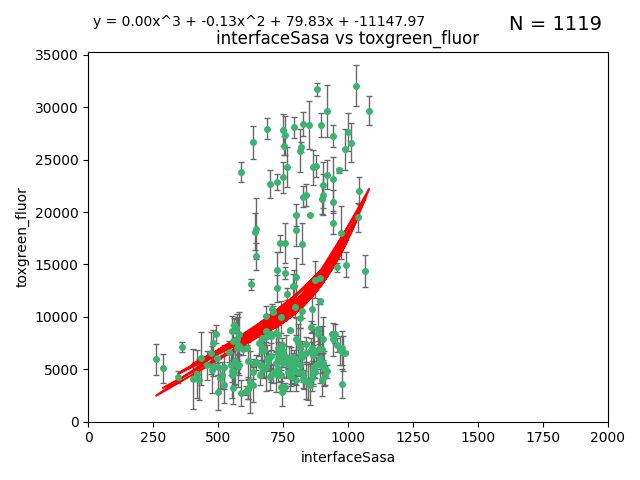 y = 0.00x^3 + -0.13x^2 + 79.83x + -11147.97
N = 1119
interfaceSasa vs toxgreen_fluor
35000
30000
25000
20000
15000
10000
5000
0
toxgreen_fluor
0 250 500 750 1000 1250 1500 1750 2000
interfaceSasa